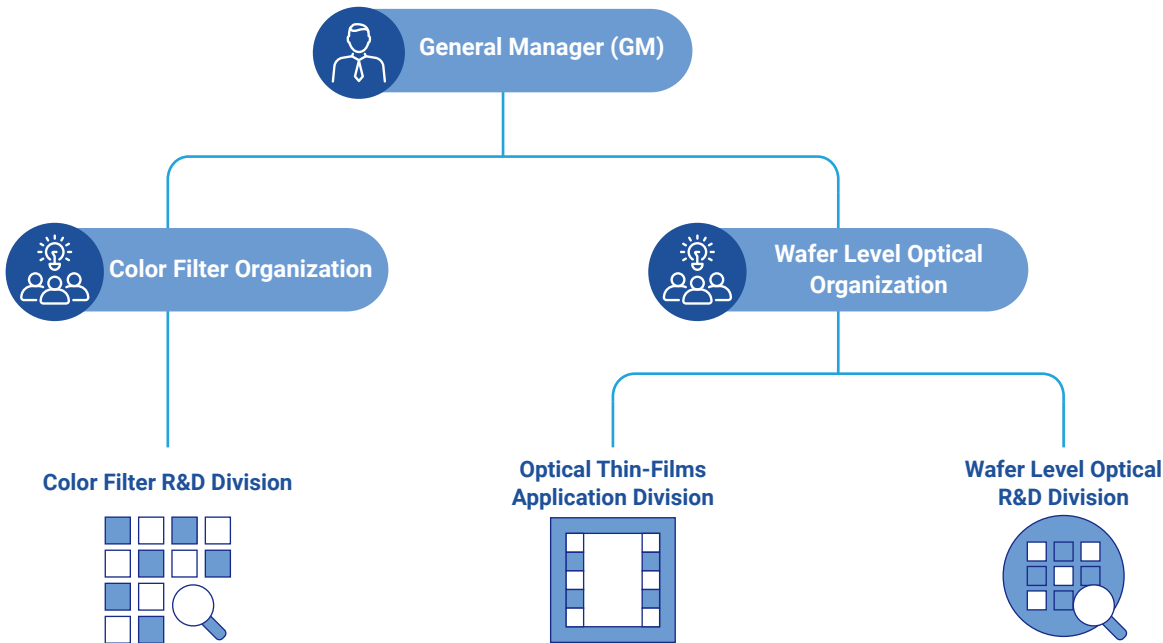 General Manager (GM)
Color Filter Organization
Wafer Level Optical
Organization
Color Filter R&D Division
Optical Thin-Films
Application Division
Wafer Level Optical
R&D Division